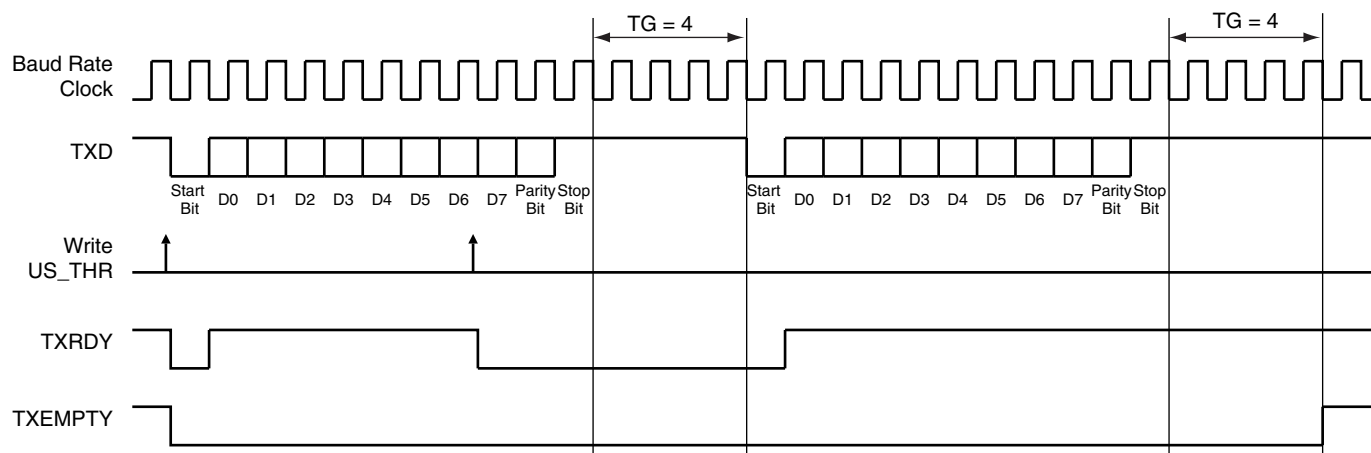 TG = 4
TG = 4
Baud Rate
Clock
TXD
Start
Bit
D0
D1
D2
D3
D4
D5
D6
D7
Parity
Bit
Stop
Bit
Start
Bit
D0
D1
D2
D3
D4
D5
D6
D7
Parity
Bit
Stop
Bit
Write
US_THR
TXRDY
TXEMPTY